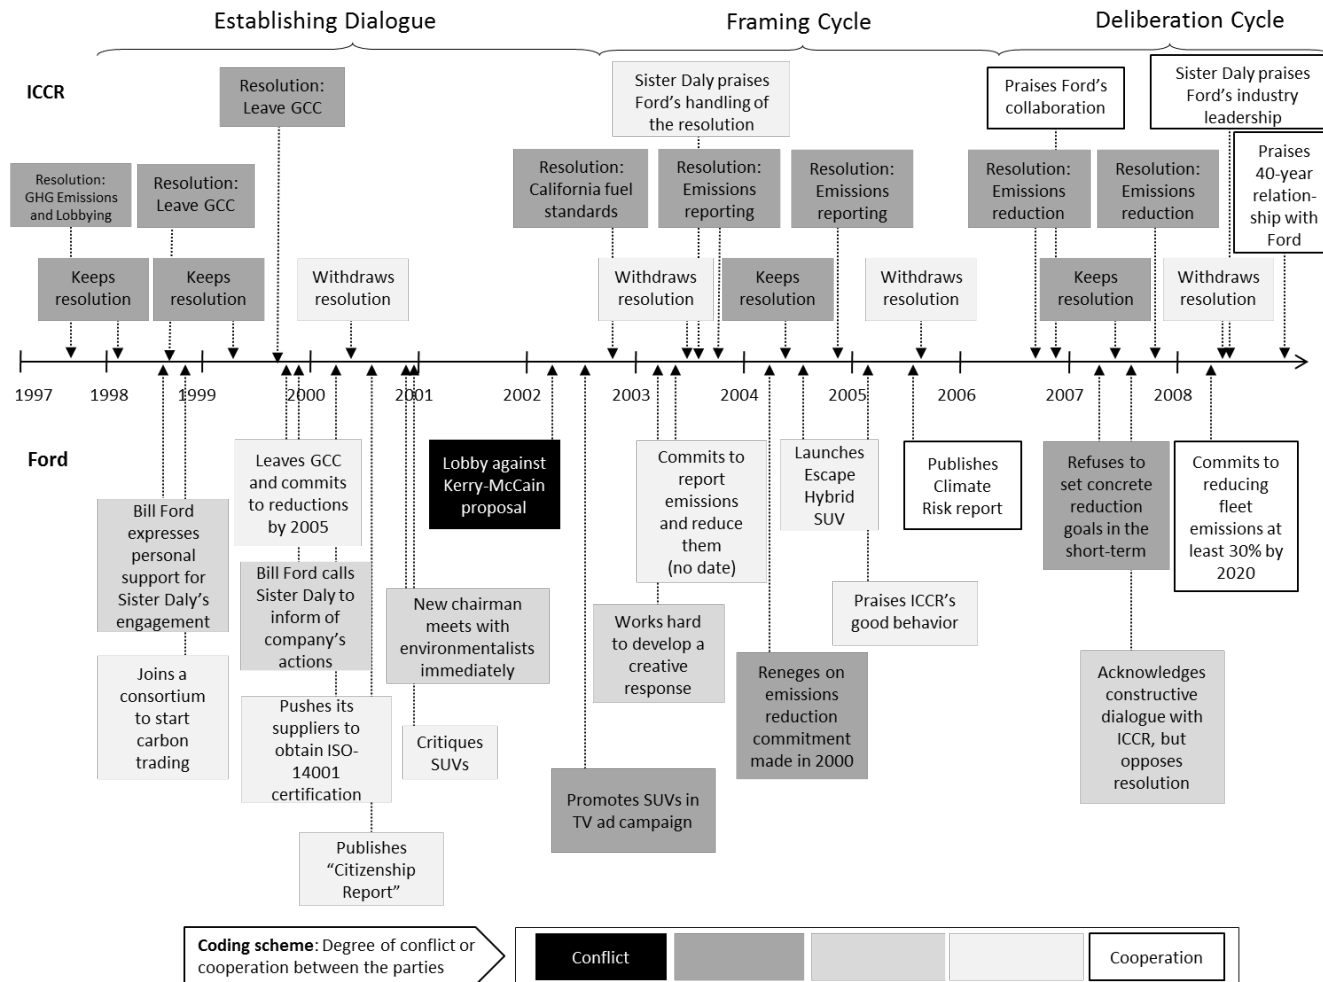 Establishing Dialogue
Framing Cycle
Deliberation Cycle
ICCR
Resolution:
Leave GCC
Sister Daly praises
Ford's handling of
the resolution
Praises Ford's
collaboration
Sister Daly praises
Ford's industry
leadership
Resolution:
GHG Emissions
and Lobbying
Resolution:
Leave GCC
Resolution:
California fuel
standards
Resolution:
Emissions
reporting
Resolution:
Emissions
reporting
Resolution:
Emissions
reduction
Resolution:
Emissions
reduction
Praises
40-year
relation-
ship with
Ford
Keeps
resolution
Keeps
resolution
Withdraws
resolution
Withdraws
resolution
Keeps
resolution
Withdraws
resolution
Keeps
resolution
Withdraws
resolution
1997 1998 1999 2000 2001 2002 2003 2004 2005 2006 2007 2008
Ford
Bill Ford
expresses
personal
support for
Sister Daly's
engagement
Joins a
consortium
to start
carbon
trading
Leaves GCC
and commits
to reductions
by 2005
Bill Ford calls
Sister Daly to
inform of
company's
actions
Pushes its
suppliers to
obtain ISO-
14001
certification
Publishes
"Citizenship
Report"
New chairman
meets with
environmentalists
immediately
Critiques
SUVs
Lobby against
Kerry-McCain
proposal
Promotes SUVs in
TV ad campaign
Commits to
report
emissions
and reduce
them
(no date)
Works hard
to develop a
creative
response
Reneges on
emissions
reduction
commitment
made in 2000
Launches
Escape
Hybrid
SUV
Praises ICCR's
good behavior
Publishes
Climate
Risk report
Refuses to
set concrete
reduction
goals in the
short-term
Acknowledges
constructive
dialogue with
ICCR, but
opposes
resolution
Commits to
reducing
fleet
emissions at
least 30% by
2020
Coding scheme: Degree of conflict or
cooperation between the parties
Conflict
Cooperation